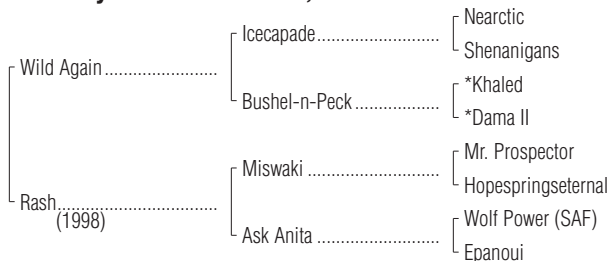 Nearctic
Icecapade
Shenanigans
Wild Again
*Khaled
Bushel-n-Peck
*Dama II
Mr. Prospector
Miswaki
Hopespringseternal
Rash
(1998)
Wolf Power (SAF)
Ask Anita
Epanoui